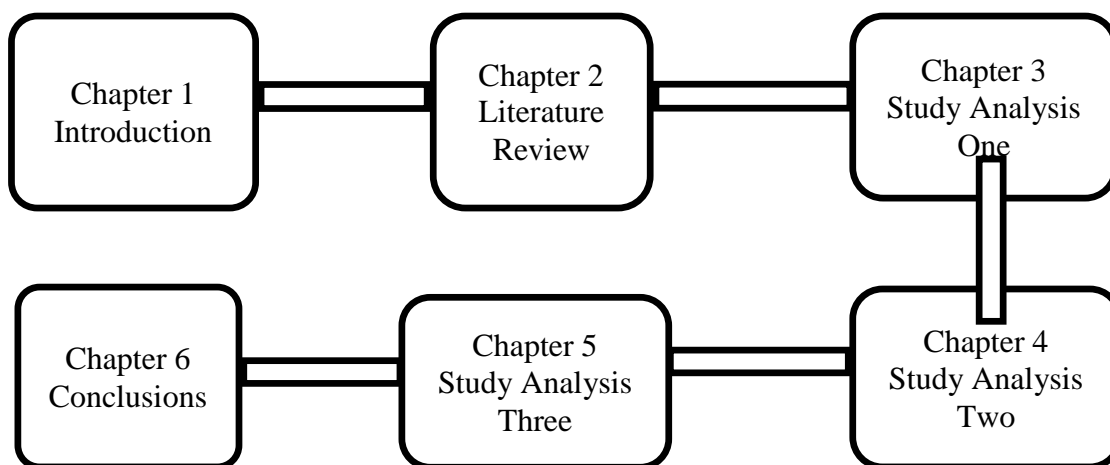 Chapter 1
Introduction
Chapter 2
Literature
Review
Chapter 3
Study Analysis
One
Chapter 4
Study Analysis
Two
Chapter 5
Study Analysis
Three
Chapter 6
Conclusions